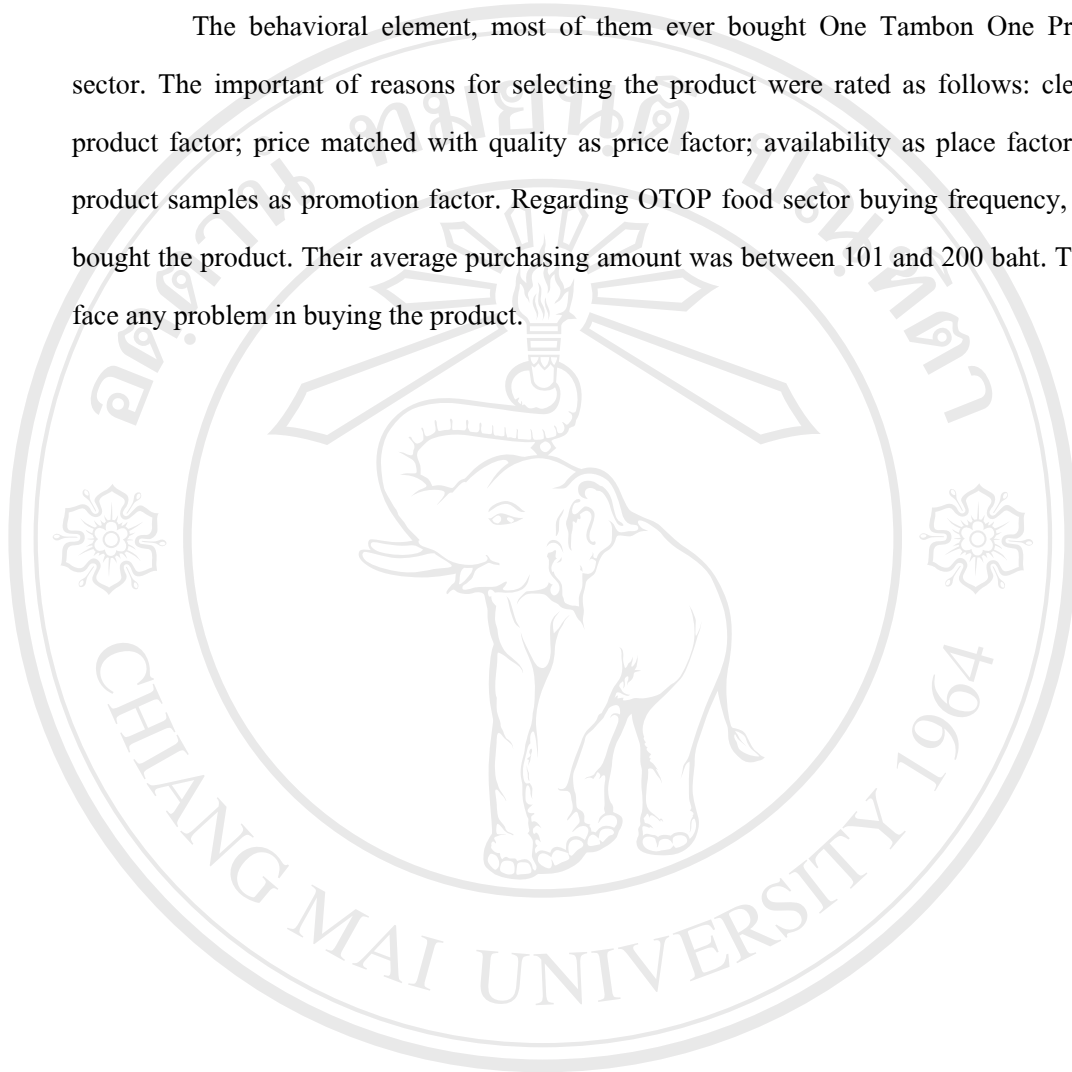 The behavioral element, most of them ever bought One Tambon One
sector. The important of reasons for selecting the product were rated as follows:
product factor; price matched with quality as price factor; availability as place factor
product samples as promotion factor. Regarding OTOP food sector buying frequency,
bought the product. Their average purchasing amount was between 101 and 200 baht.
face any problem in buying the product.
CHIANG MAI UNIVERSITY 1964